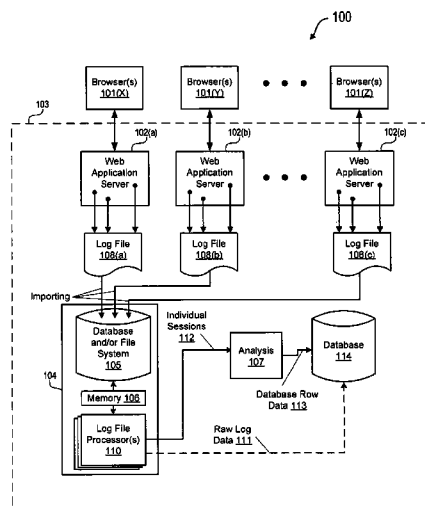 100
Browser(s)
101(X)
Browser(s)
101(Y)
Browser(s)
101(Z)
103
102(a)
102(b)
102(c)
Web
Application
Server
Web
Application
Server
Web
Application
Server
Log File
108(a)
Log File
108(b)
Log File
108(c)
Importing
Database
and/or File
System
105
104
Memory 106
Log File
Processor(s)
110
Individual
Sessions
112
Analysis
107
Database
114
Database Row
Data 113
Raw Log
Data 111